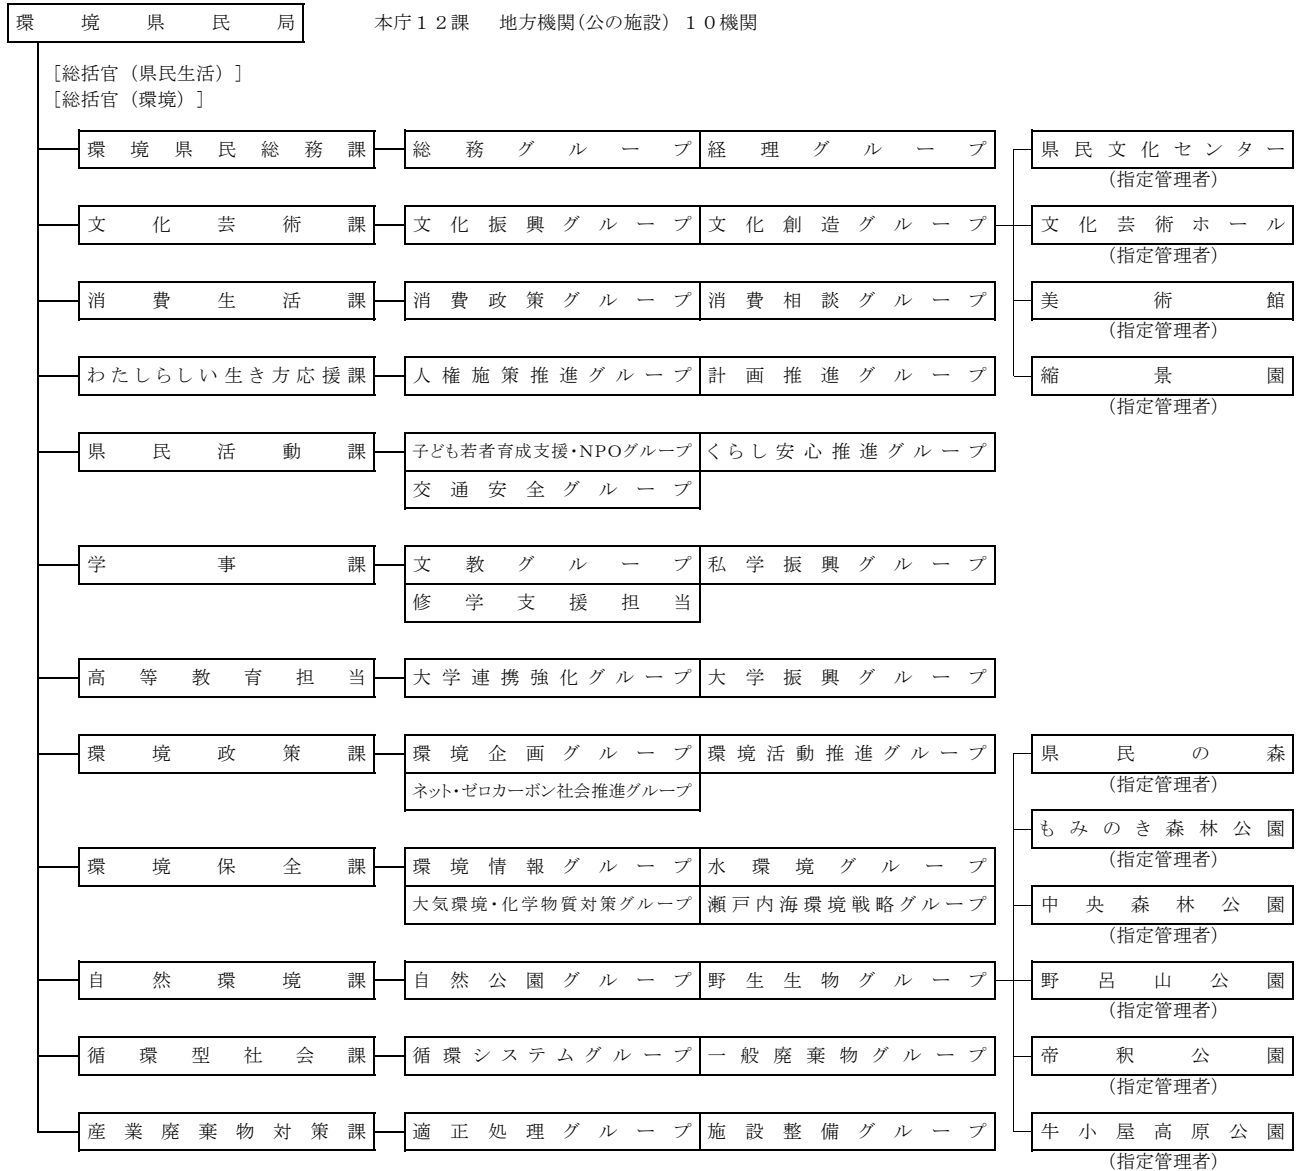 環境県民局 本庁12課 地方機関(公の施設) 10機関
[総括官(県民生活)]
[総括官(環境)]
環境県民総務課 総務グループ 経理グループ 県民文化センター
(指定管理者)
文化芸術課 文化振興グループ 文化創造グループ 文化芸術ホール
(指定管理者)
消費生活課 消費政策グループ 消費相談グループ 美術館
(指定管理者)
わたしらしい生き方応援課 人権施策推進グループ 計画推進グループ 縮景園
(指定管理者)
県民活動課 子ども若者育成支援・NPOグループ くらし安心推進グループ
交通安全グループ
学事課 文教グループ 私学振興グループ
修学支援担当
高等教育担当 大学連携強化グループ 大学振興グループ
環境政策課 環境企画グループ 環境活動推進グループ 県民の森
(指定管理者)
ネット・ゼロカーボン社会推進グループ
もみのき森林公園
(指定管理者)
環境保全課 環境情報グループ 水環境グループ
大気環境・化学物質対策グループ 瀬戸内海環境戦略グループ 中央森林公園
(指定管理者)
自然環境課 自然公園グループ 野生生物グループ 野呂山公園
(指定管理者)
循環型社会課 循環システムグループ 一般廃棄物グループ 帝釈公園
(指定管理者)
産業廃棄物対策課 適正処理グループ 施設整備グループ 牛小屋高原公園
(指定管理者)